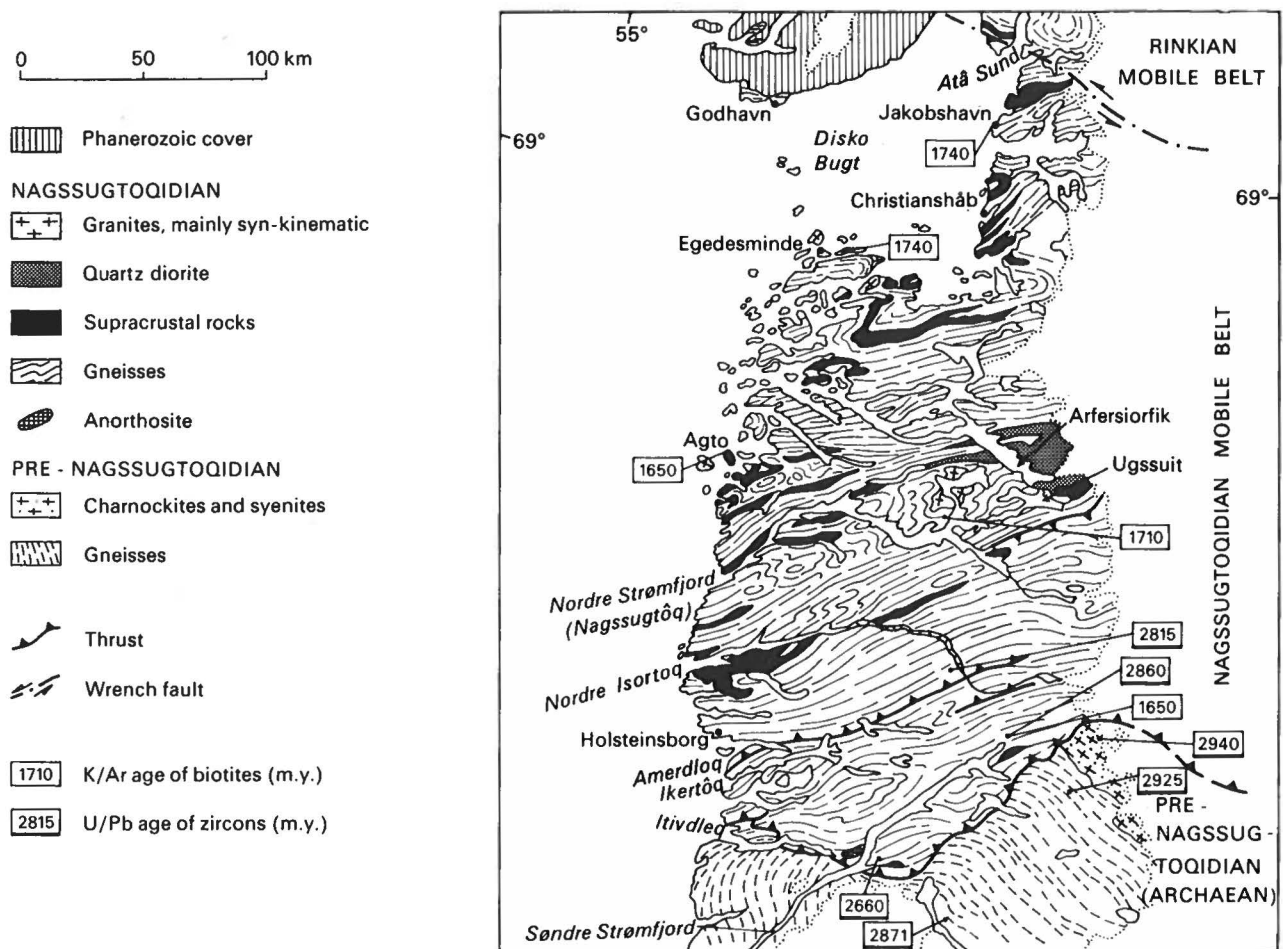 0 50 100 km
Phanerozoic cover
NAGSSUGTOQIDIAN
Granites, mainly syn-kinematic
Quartz diorite
Supracrustal rocks
Gneisses
Anorthosite
PRE - NAGSSUGTOQIDIAN
Charnockites and syenites
Gneisses
Thrust
Wrench fault
1710 K/Ar age of biotites (m.y.)
2815 U/Pb age of zircons (m.y.)
55°
RINKIAN
MOBILE BELT
Atâ Sund
Godhavn
Jakobshavn
69°
Disko
Bugt
1740
69°
Christianshåb
Egedesminde
1740
NAGSSUGTOQIDIAN MOBILE BELT
Arfersiorfik
Agto
1650
Ugssuit
1710
Nordre Strømfjord
(Nagssugtôq)
2815
2860
Nordre Isortoq
1650
Holsteinsborg
2940
Amerdloq
Ikertôq
2925
Itivdleq
PRE -
NAGSSUG -
TOQIDIAN
(ARCHAEAN)
2660
Søndre Strømfjord
2871